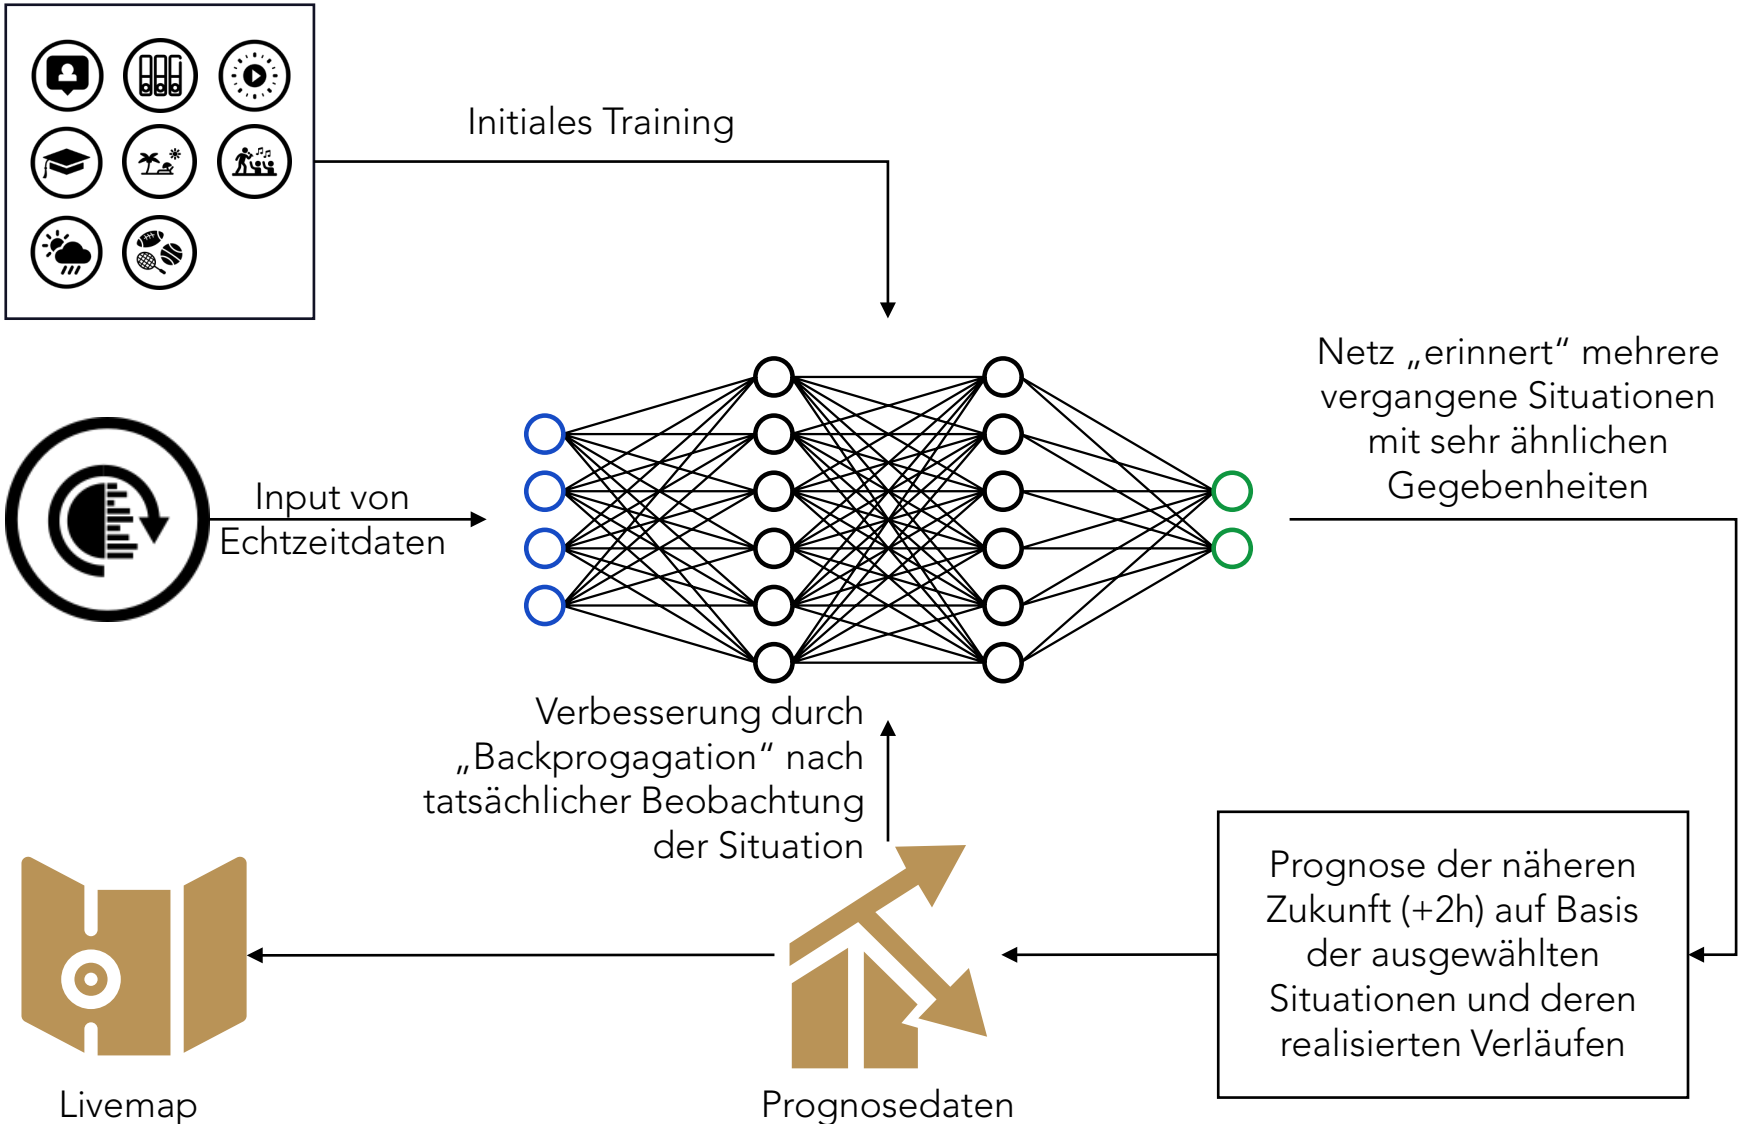 Initiales Training
Netz „erinnert“ mehrere
vergangene Situationen
mit sehr ähnlichen
Gegebenheiten
Input von
Echtzeitdaten
Verbesserung durch
„Backprogagation“ nach
tatsächlicher Beobachtung
der Situation
Prognose der näheren
Zukunft (+2h) auf Basis
der ausgewählten
Situationen und deren
realisierten Verläufen
Livemap
Prognosedaten